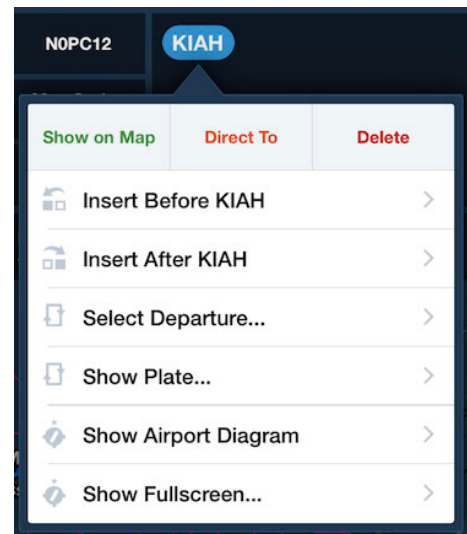 N0PC12
KIAH
Show on Map
Direct To
Delete
Insert Before KIAH
Insert After KIAH
Select Departure...
Show Plate...
Show Airport Diagram
Show Fullscreen...